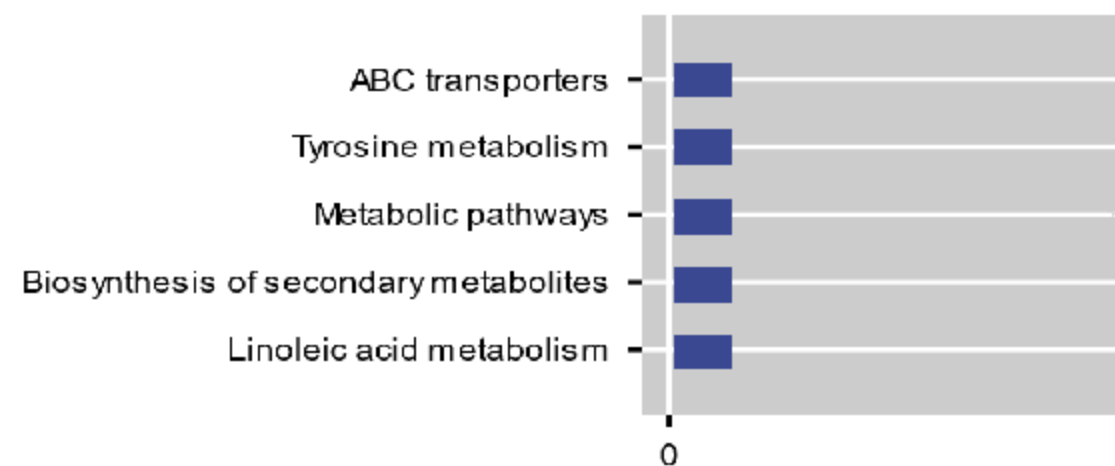 ABC transporters
Tyrosine metabolism
Metabolic pathways
Biosynthesis of secondary metabolites
Linoleic acid metabolism
0